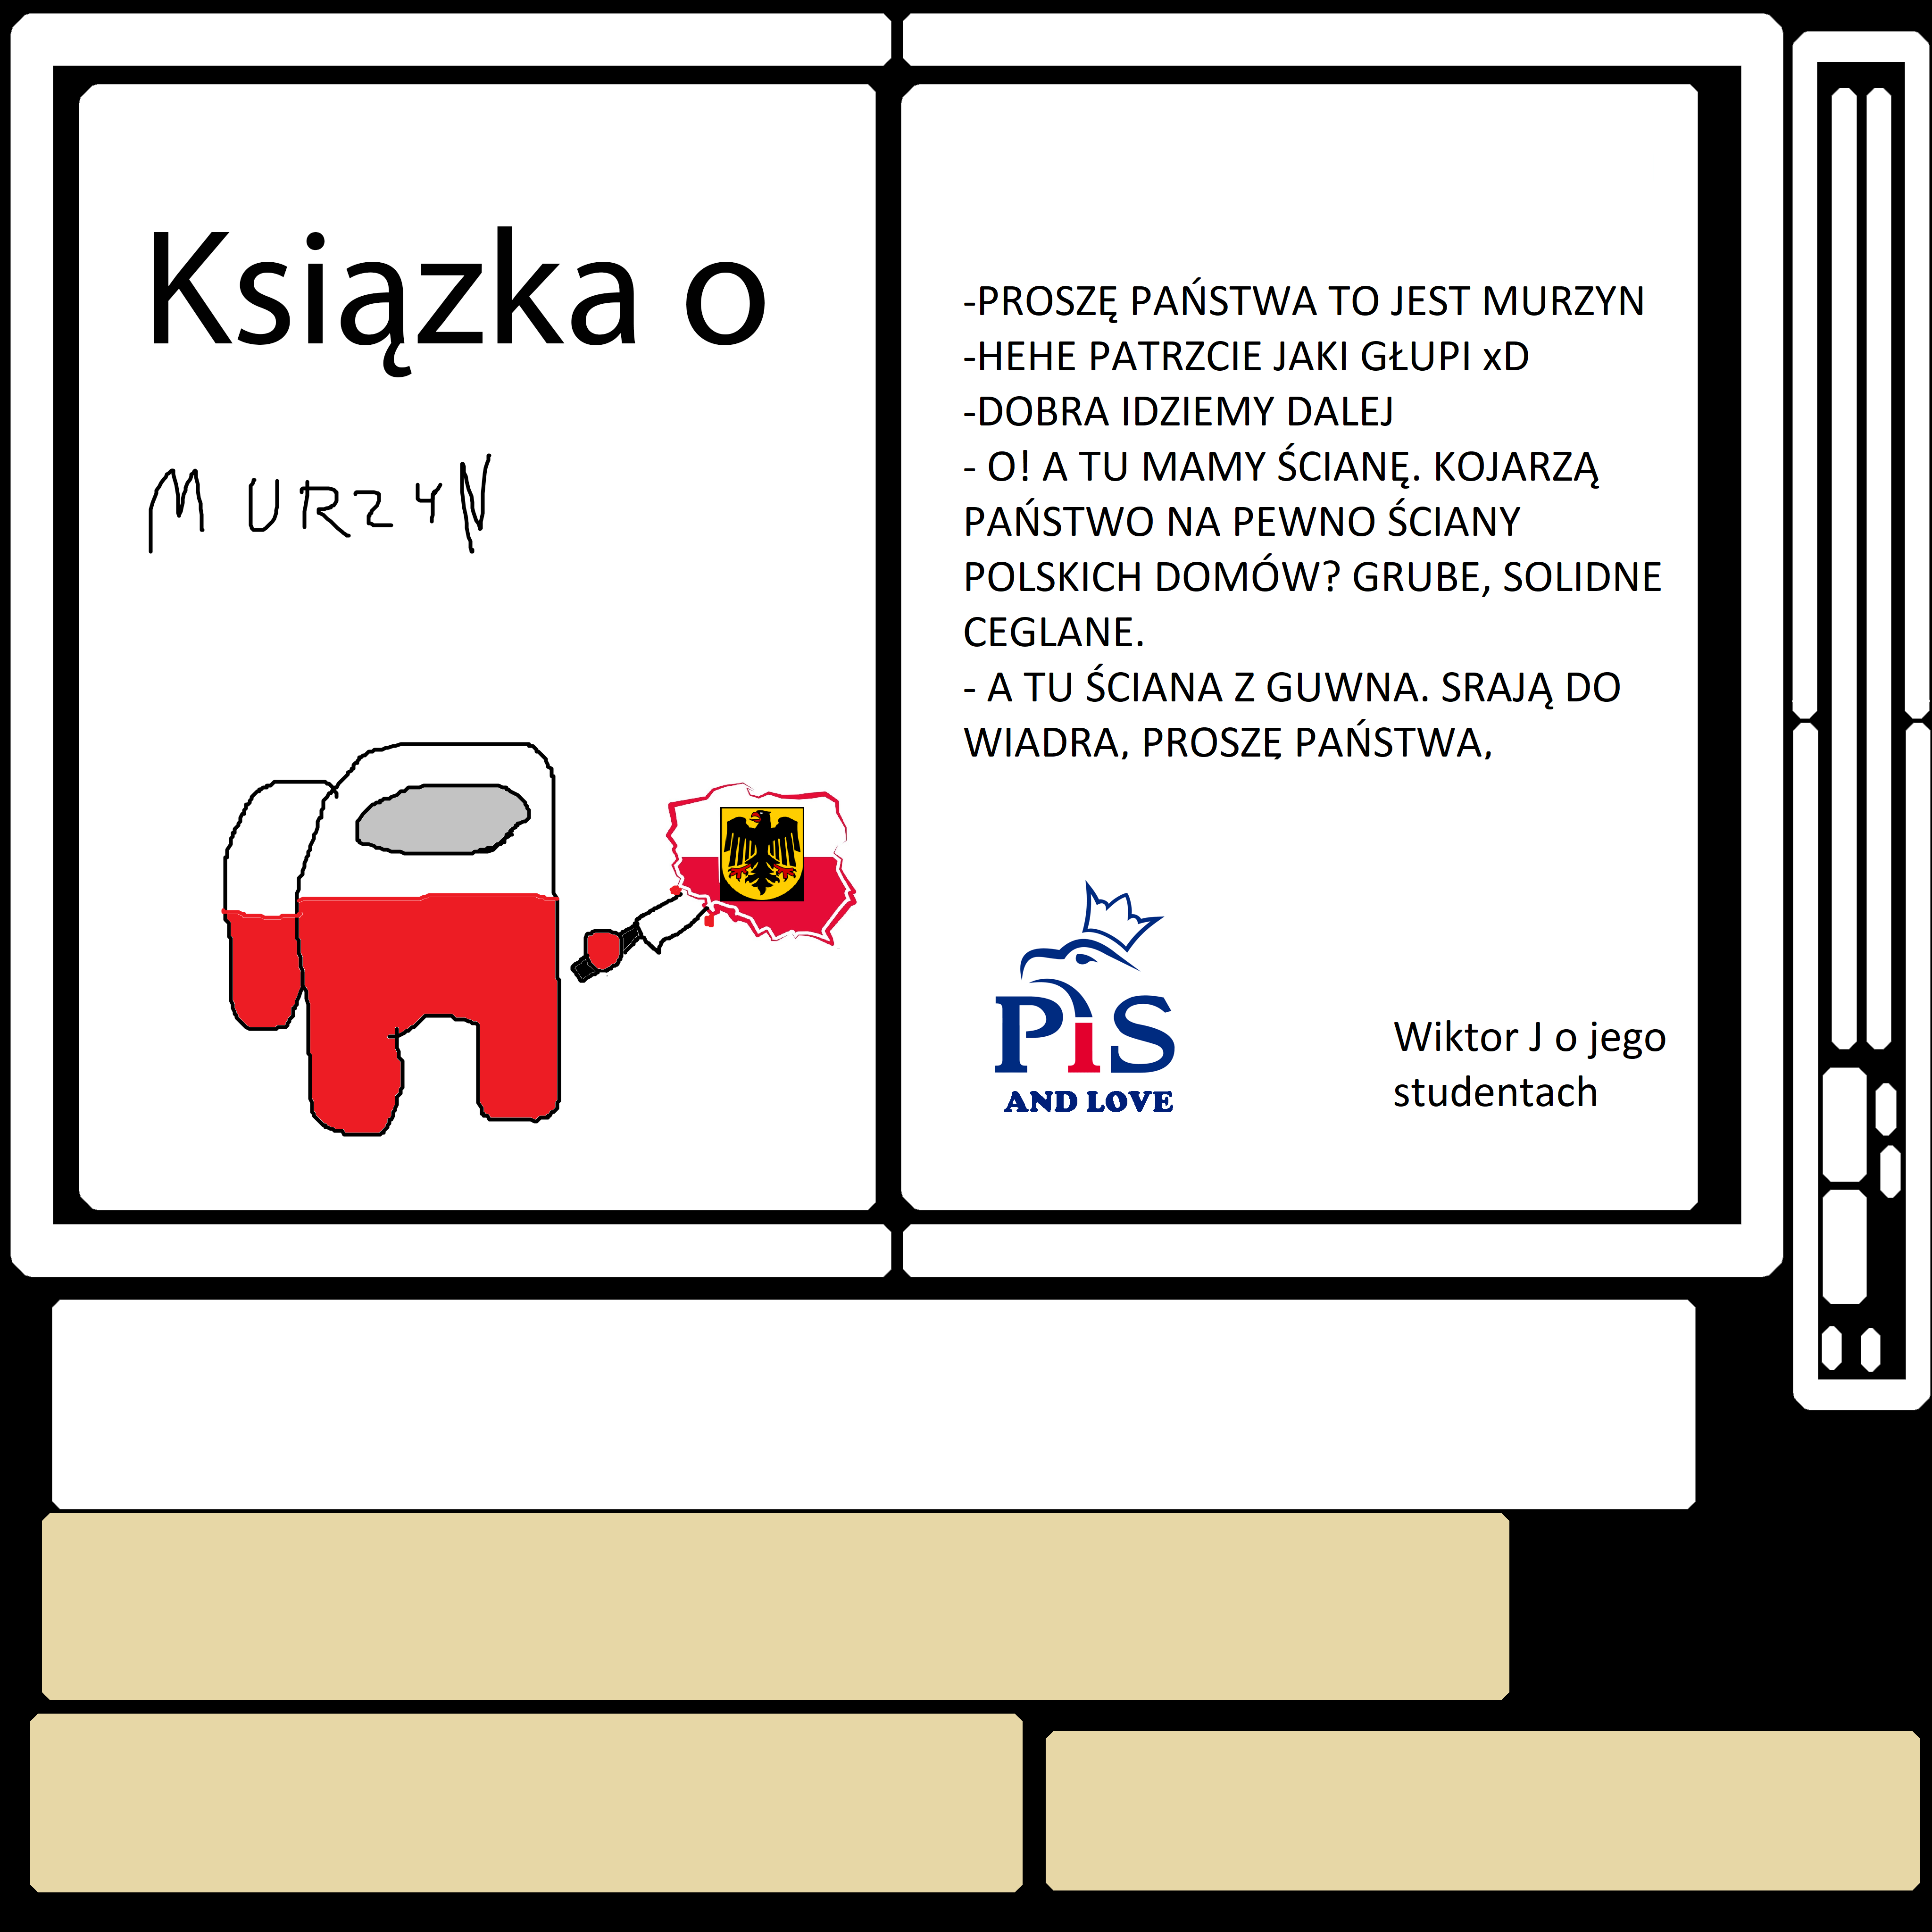 Książka o
MURZYN
-PROSZĘ PAŃSTWA TO JEST MURZYN
-HEHE PATRZCIE JAKI GŁUPI xD
-DOBRA IDZIEMY DALEJ
- O! A TU MAMY ŚCIANĘ. KOJARZĄ
PAŃSTWO NA PEWNO ŚCIANY
POLSKICH DOMÓW? GRUBE, SOLIDNE
CEGLANE.
- A TU ŚCIANA Z GUWNA. SRAJĄ DO
WIADRA, PROSZĘ PAŃSTWA,
PiS
AND LOVE
Wiktor J o jego
studentach